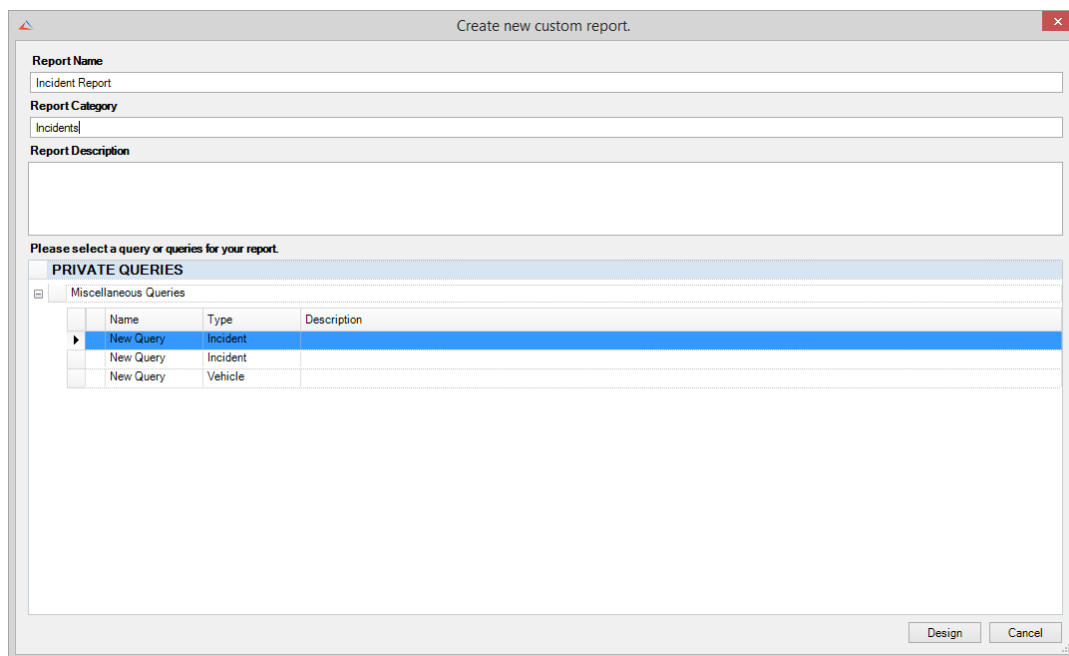 Create new custom report.
Report Name
Incident Report
Report Category
Incidents
Report Description
Please select a query or queries for your report.
PRIVATE QUERIES
Miscellaneous Queries
Name Type Description
New Query Incident
New Query Incident
New Query Vehicle
Design Cancel